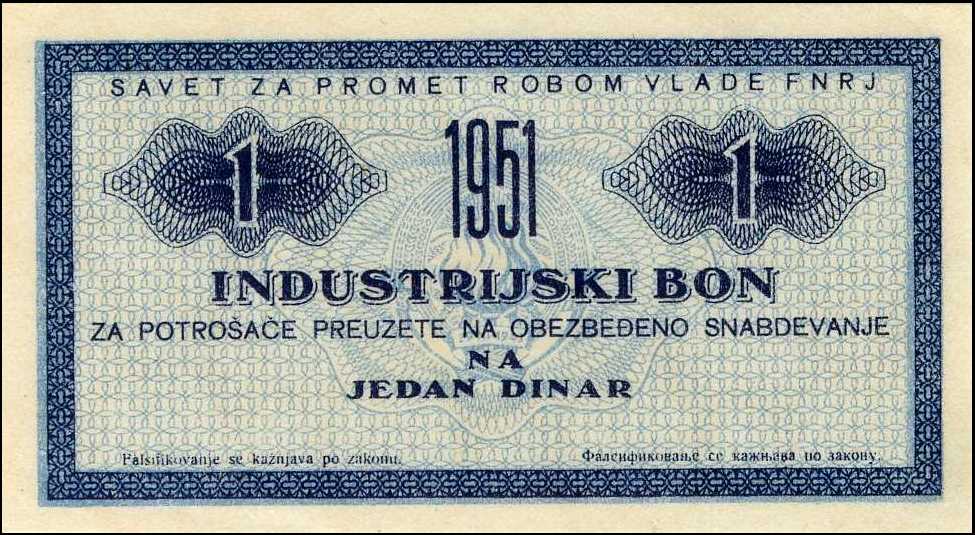 SAVET ZA PROMET ROBOM VLADE FNRJ
1 1951 1
INDUSTRIJSKI BON
ZA POTROŠAČE PREUZETE NA OBEZBEĐENO SNABDEVANJE
NA
JEDAN DINAR
Falsifikovanje se kažnjava po zakonu. Фалсификовање се кажњава по закону.